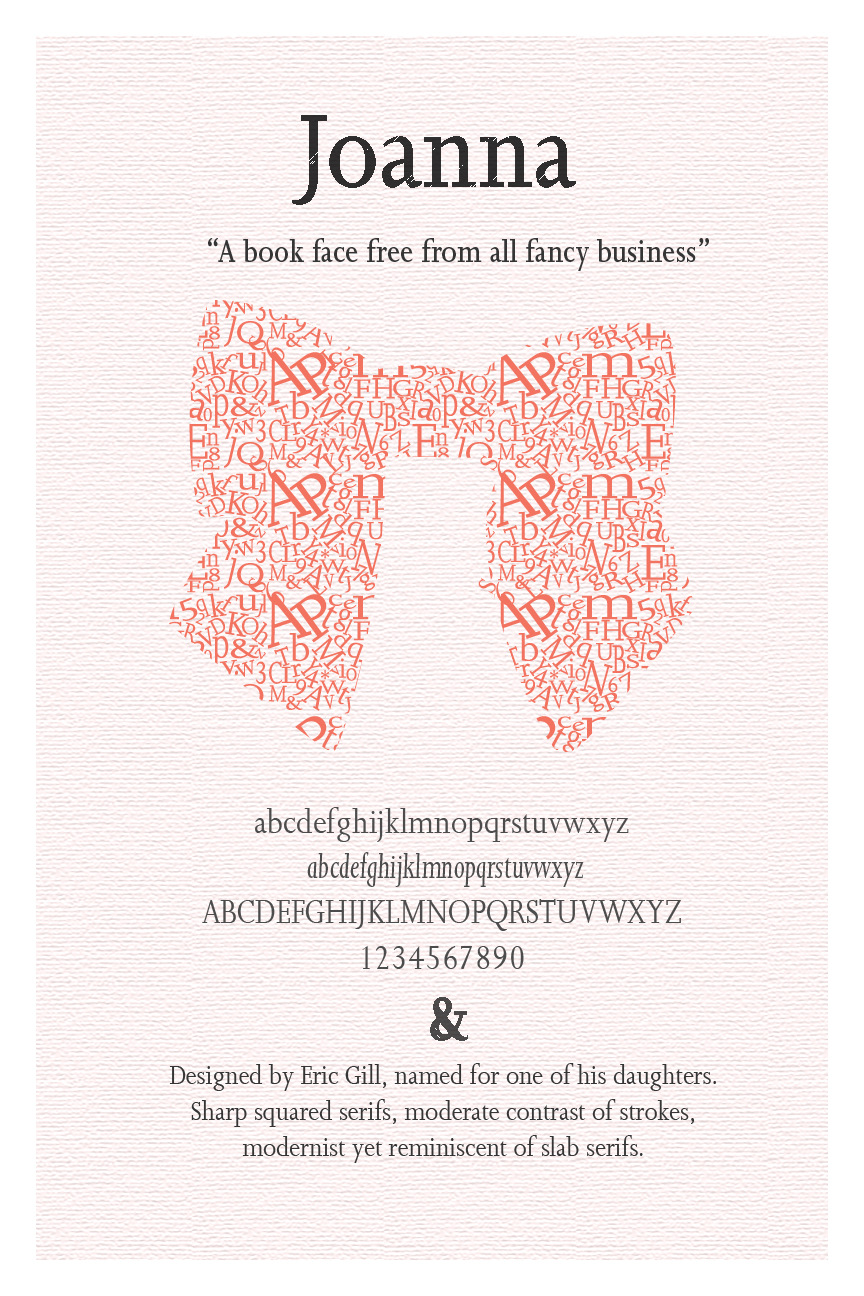 Joanna
“A book face free from all fancy business”
abcdefghijklmnopqrstuvwxyz
abcdefghijklmnopqrstuvwxyz
ABCDEFGHIJKLMNOPQRSTUVWXYZ
1234567890
&
Designed by Eric Gill, named for one of his daughters.
Sharp squared serifs, moderate contrast of strokes,
modernist yet reminiscent of slab serifs.